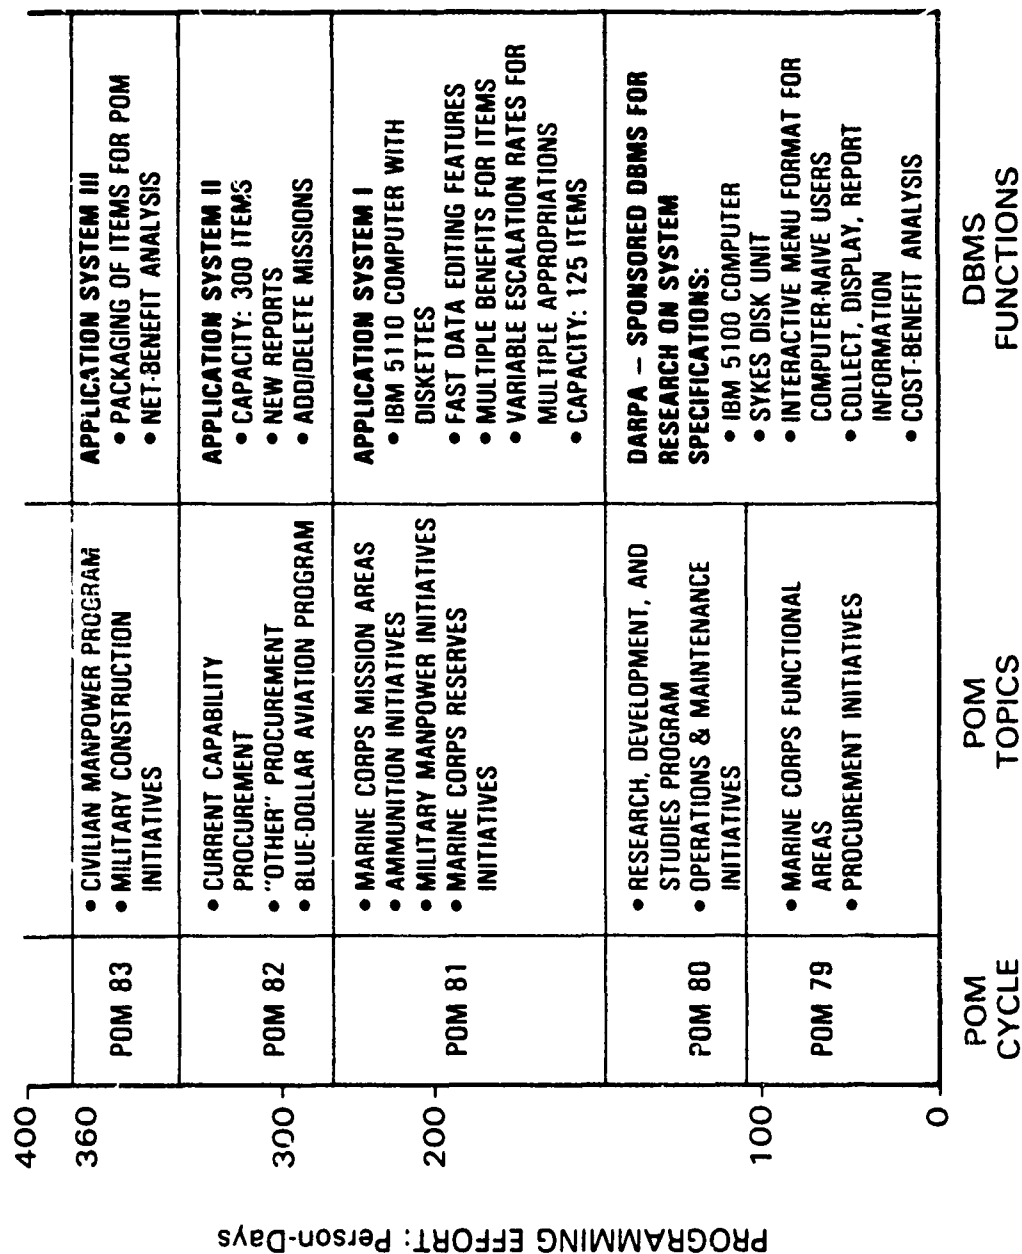 PROGRAMMING EFFORT: Person-Days
400
360
300
200
100
0
POM 83
• CIVILIAN MANPOWER PROGRAM
• MILITARY CONSTRUCTION
INITIATIVES
APPLICATION SYSTEM III
• PACKAGING OF ITEMS FOR POM
• NET-BENEFIT ANALYSIS
POM 82
• CURRENT CAPABILITY
PROCUREMENT
• "OTHER" PROCUREMENT
• BLUE-DOLLAR AVIATION PROGRAM
APPLICATION SYSTEM II
• CAPACITY: 300 ITEMS
• NEW REPORTS
• ADD/DELETE MISSIONS
POM 81
• MARINE CORPS MISSION AREAS
• AMMUNITION INITIATIVES
• MILITARY MANPOWER INITIATIVES
• MARINE CORPS RESERVES
INITIATIVES
APPLICATION SYSTEM I
• IBM 5110 COMPUTER WITH
DISKETTES
• FAST DATA EDITING FEATURES
• MULTIPLE BENEFITS FOR ITEMS
• VARIABLE ESCALATION RATES FOR
MULTIPLE APPROPRIATIONS
• CAPACITY: 125 ITEMS
POM 80
• RESEARCH, DEVELOPMENT, AND
STUDIES PROGRAM
• OPERATIONS & MAINTENANCE
INITIATIVES
POM 79
• MARINE CORPS FUNCTIONAL
AREAS
• PROCUREMENT INITIATIVES
DARPA – SPONSORED DBMS FOR
RESEARCH ON SYSTEM
SPECIFICATIONS:
• IBM 5100 COMPUTER
• SYKES DISK UNIT
• INTERACTIVE MENU FORMAT FOR
COMPUTER-NAIVE USERS
• COLLECT, DISPLAY, REPORT
INFORMATION
• COST-BENEFIT ANALYSIS
POM
CYCLE
POM
TOPICS
DBMS
FUNCTIONS